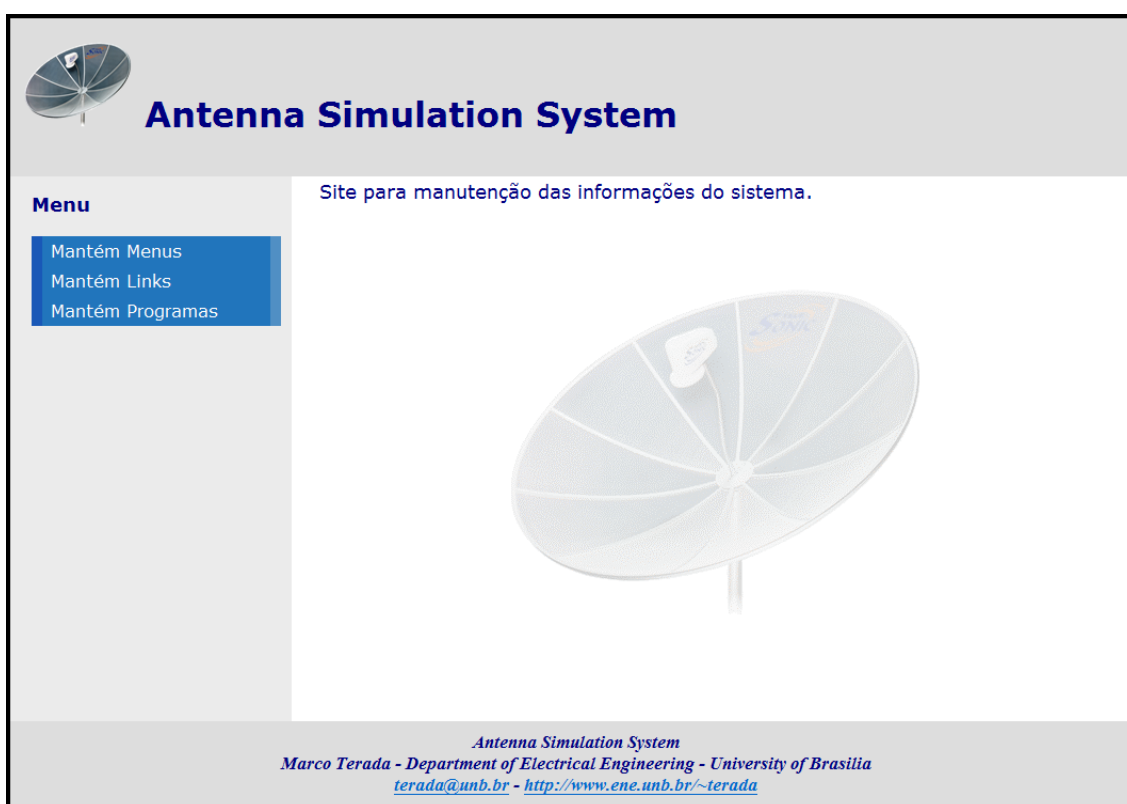 Antenna Simulation System
Menu
Mantém Menus
Mantém Links
Mantém Programas
Site para manutenção das informações do sistema.
SONIC
Antenna Simulation System
Marco Terada - Department of Electrical Engineering - University of Brasilia
terada@unb.br - http://www.ene.unb.br/~terada